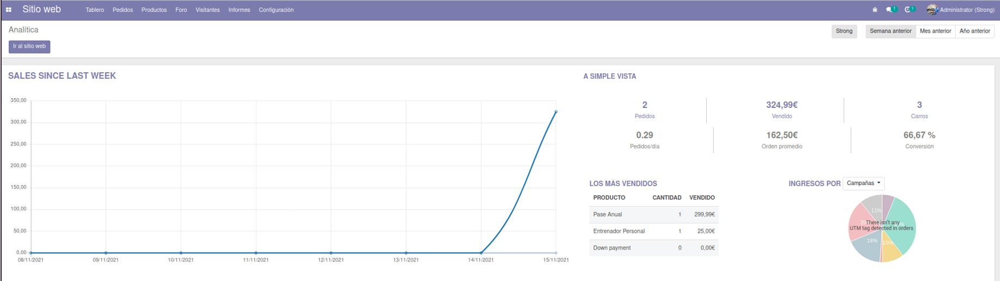 Sitio web Tablero Pedidos Productos Foro Visitantes Informes Configuración 1 1 Administrator (Strong)
Analítica
Strong Semana anterior Mes anterior Año anterior
Ir al sitio web
SALES SINCE LAST WEEK
350,00
300,00
250,00
200,00
150,00
100,00
50,00
0,00
08/11/2021 09/11/2021 10/11/2021 11/11/2021 12/11/2021 13/11/2021 14/11/2021 15/11/2021
A SIMPLE VISTA
2 324,99€ 3
Pedidos Vendido Carros
0.29 162,50€ 66,67 %
Pedidos/día Orden promedio Conversión
LOS MÁS VENDIDOS
PRODUCTO CANTIDAD VENDIDO
Pase Anual 1 299,99€
Entrenador Personal 1 25,00€
Down payment 0 0,00€
INGRESOS POR Campañas
11%
There isn't any
UTM tag detected in orders
18% 10%